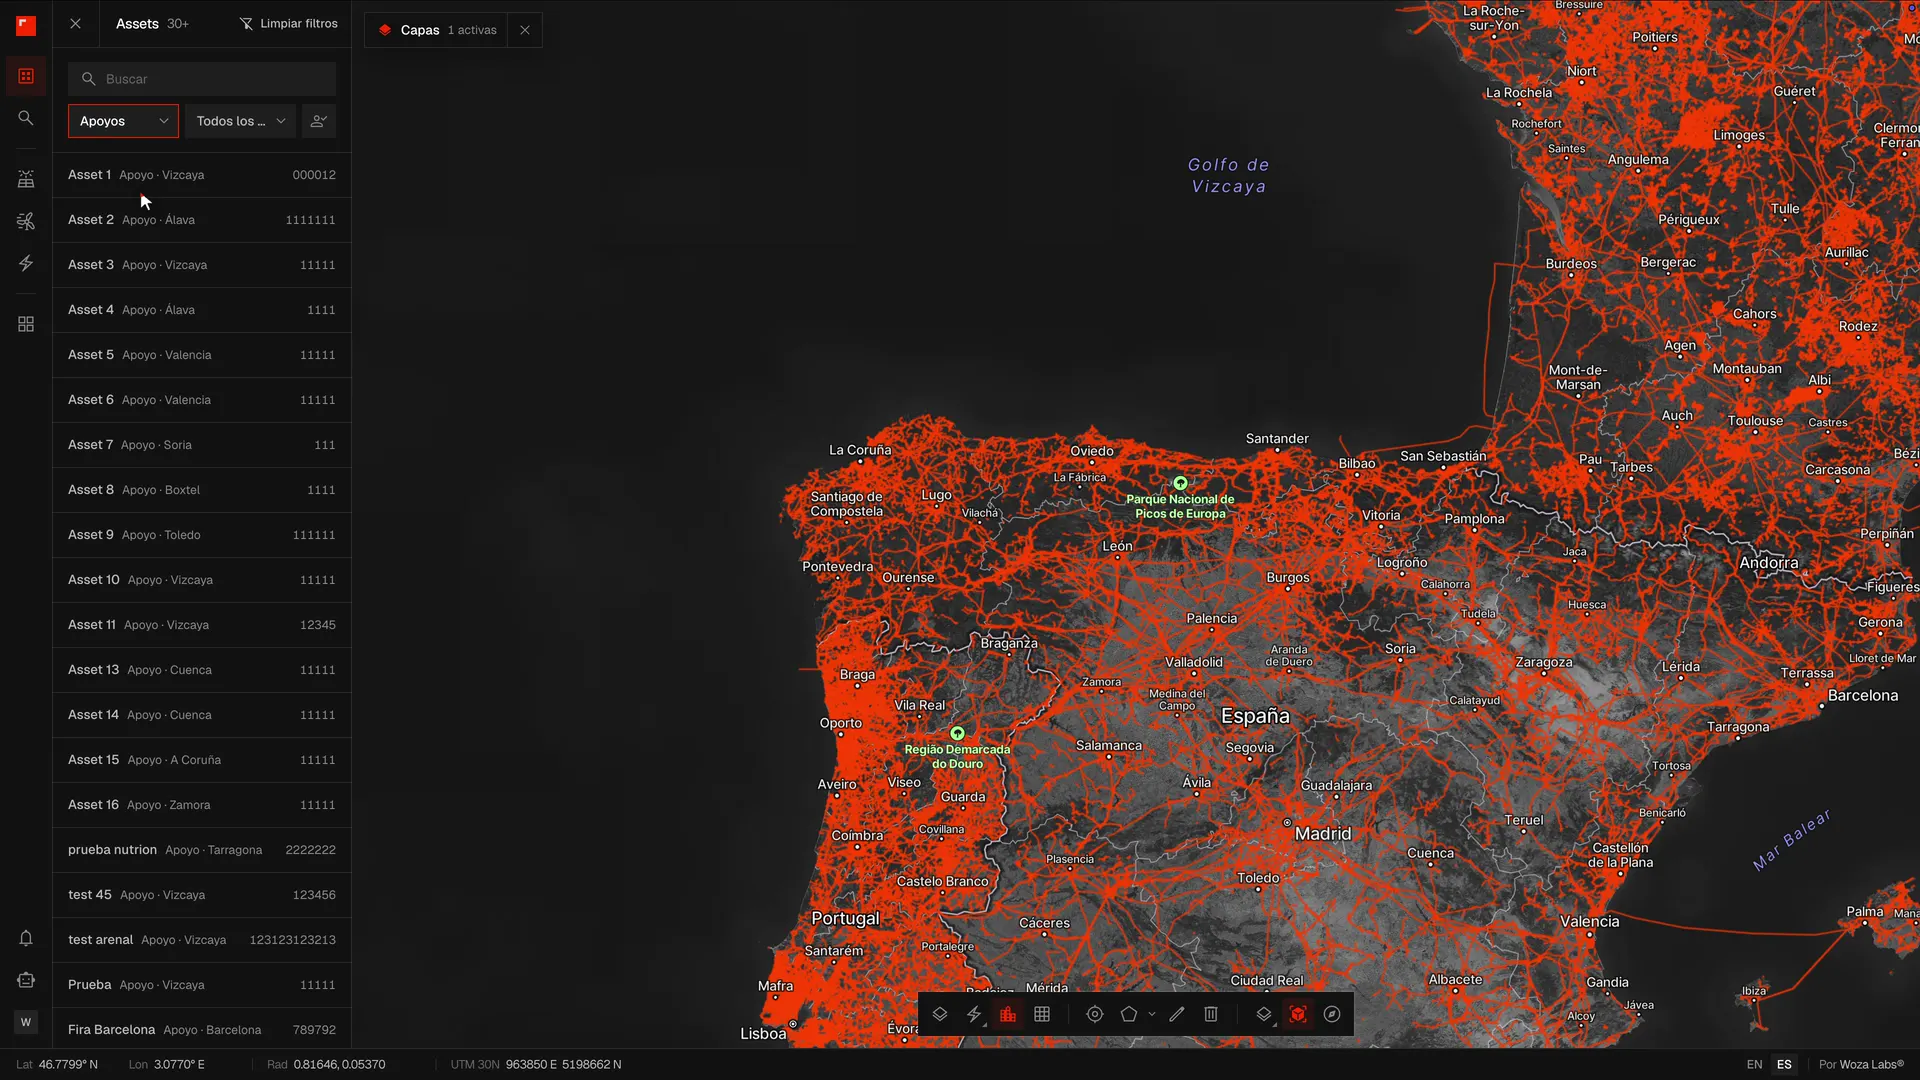 Assets 30+
Limpiar filtros
Capas 1 activas
Buscar
Apoyos
Todos los ...
Asset 1 Apoyo · Vizcaya 000012
Asset 2 Apoyo · Álava 1111111
Asset 3 Apoyo · Vizcaya 11111
Asset 4 Apoyo · Álava 1111
Asset 5 Apoyo · Valencia 11111
Asset 6 Apoyo · Valencia 11111
Asset 7 Apoyo · Soria 111
Asset 8 Apoyo · Boxtel 1111
Asset 9 Apoyo · Toledo 111111
Asset 10 Apoyo · Vizcaya 11111
Asset 11 Apoyo · Vizcaya 12345
Asset 13 Apoyo · Cuenca 11111
Asset 14 Apoyo · Cuenca 11111
Asset 15 Apoyo · A Coruña 11111
Asset 16 Apoyo · Zamora 11111
prueba nutrion Apoyo · Tarragona 2222222
test 45 Apoyo · Vizcaya 123456
test arenal Apoyo · Vizcaya 123123123213
Prueba Apoyo · Vizcaya 11111
Fira Barcelona Apoyo · Barcelona 789792
W
La Roche-
sur-Yon
Bressuire
Poitiers
Niort
La Rochela
Guéret
Rochefort
Limoges
Clermo
Ferran
Saintes
Angulema
Golfo de
Vizcaya
Périgueux
Tulle
Aurillac
Burdeos
Bergerac
Cahors
Rodez
Agen
Mont-de-
Marsan
Montauban
Albi
Auch
Toulouse
Castres
La Coruña
Oviedo
Santander
Bilbao
San Sebastián
Pau
Tarbes
Carcasona
Bézi
La Fábrica
Santiago de
Compostela
Lugo
Vilachá
Parque Nacional de
Picos de Europa
Vitoria
Pamplona
Perpiñán
León
Jaca
Andorra
Pontevedra
Ourense
Burgos
Logroño
Calahorra
Figueres
Palencia
Tudela
Huesca
Gerona
Braganza
Aranda
de Duero
Soria
Valladolid
Zaragoza
Lérida
Lloret de Mar
Braga
Zamora
Medina del
Campo
Calatayud
Terrassa
Barcelona
Vila Real
Oporto
España
Tarragona
Região Demarcada
do Douro
Salamanca
Segovia
Tortosa
Aveiro
Viseo
Guarda
Ávila
Guadalajara
Benicarló
Mar Balear
Coímbra
Covillana
Madrid
Teruel
Plasencia
Cuenca
Castellón
de la Plana
Castelo Branco
Toledo
Portugal
Cáceres
Valencia
Palma
Mana
Santarém
Portalegre
Mafra
Badajoz
Mérida
Ciudad Real
Albacete
Gandia
Ibiza
Jávea
Alcoy
Lisboa
Évora
Lat 46.7799° N
Lon 3.0770° E
Rad 0.81646, 0.05370
UTM 30N 963850 E 5198662 N
EN
ES
Por Woza Labs®